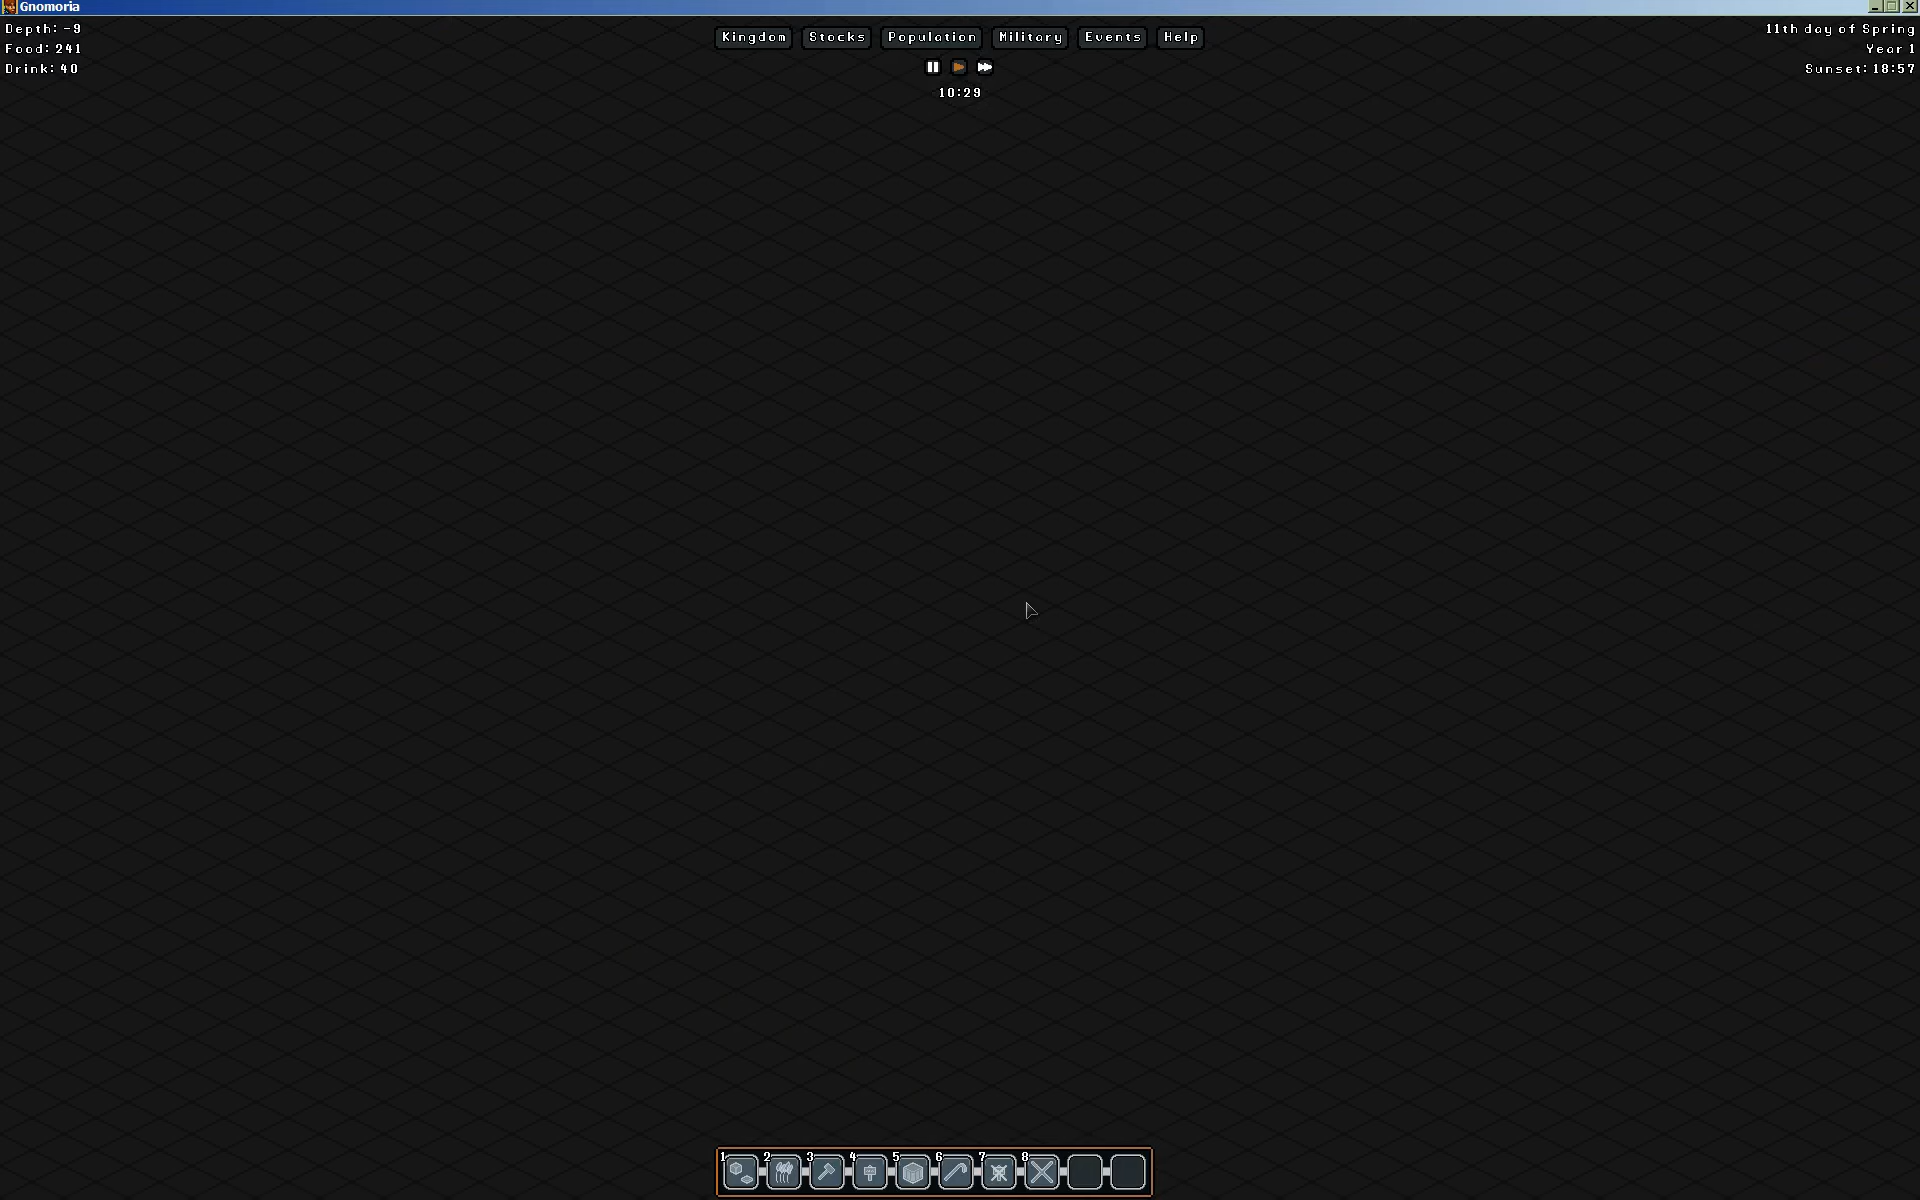 Gnomoria
Depth: -9
Food: 241
Drink: 40
Kingdom Stocks Population Military Events Help
10:29
11th day of Spring
Year 1
Sunset: 18:57
1 2 3 4 5 6 7 8